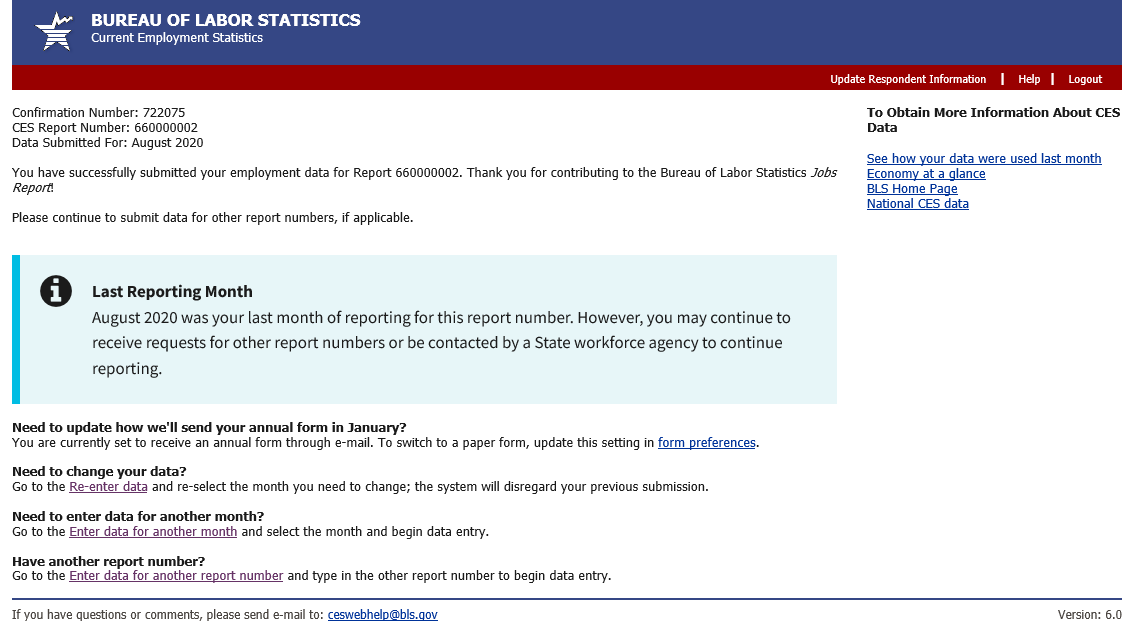 BUREAU OF LABOR STATISTICS
Current Employment Statistics
Update Respondent Information | Help | Logout
Confirmation Number: 722075
CES Report Number: 660000002
Data Submitted For: August 2020
You have successfully submitted your employment data for Report 660000002. Thank you for contributing to the Bureau of Labor Statistics Jobs
Report!
Please continue to submit data for other report numbers, if applicable.
To Obtain More Information About CES
Data
See how your data were used last month
Economy at a glance
BLS Home Page
National CES data
Last Reporting Month
August 2020 was your last month of reporting for this report number. However, you may continue to
receive requests for other report numbers or be contacted by a State workforce agency to continue
reporting.
Need to update how we'll send your annual form in January?
You are currently set to receive an annual form through e-mail. To switch to a paper form, update this setting in form preferences.
Need to change your data?
Go to the Re-enter data and re-select the month you need to change; the system will disregard your previous submission.
Need to enter data for another month?
Go to the Enter data for another month and select the month and begin data entry.
Have another report number?
Go to the Enter data for another report number and type in the other report number to begin data entry.
If you have questions or comments, please send e-mail to: ceswebhelp@bls.gov
Version: 6.0